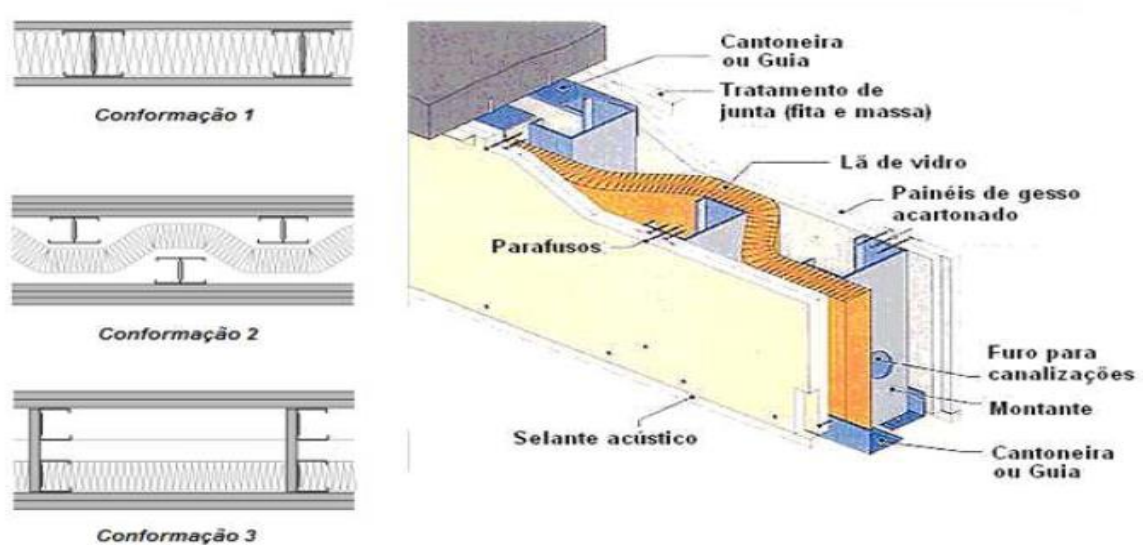 Conformação 1
Conformação 2
Conformação 3
Cantoneira
ou Guia
Tratamento de
junta (fita e massa)
Lã de vidro
Painéis de gesso
acartonado
Parafusos
Furo para
canalizações
Montante
Selante acústico
Cantoneira
ou Guia